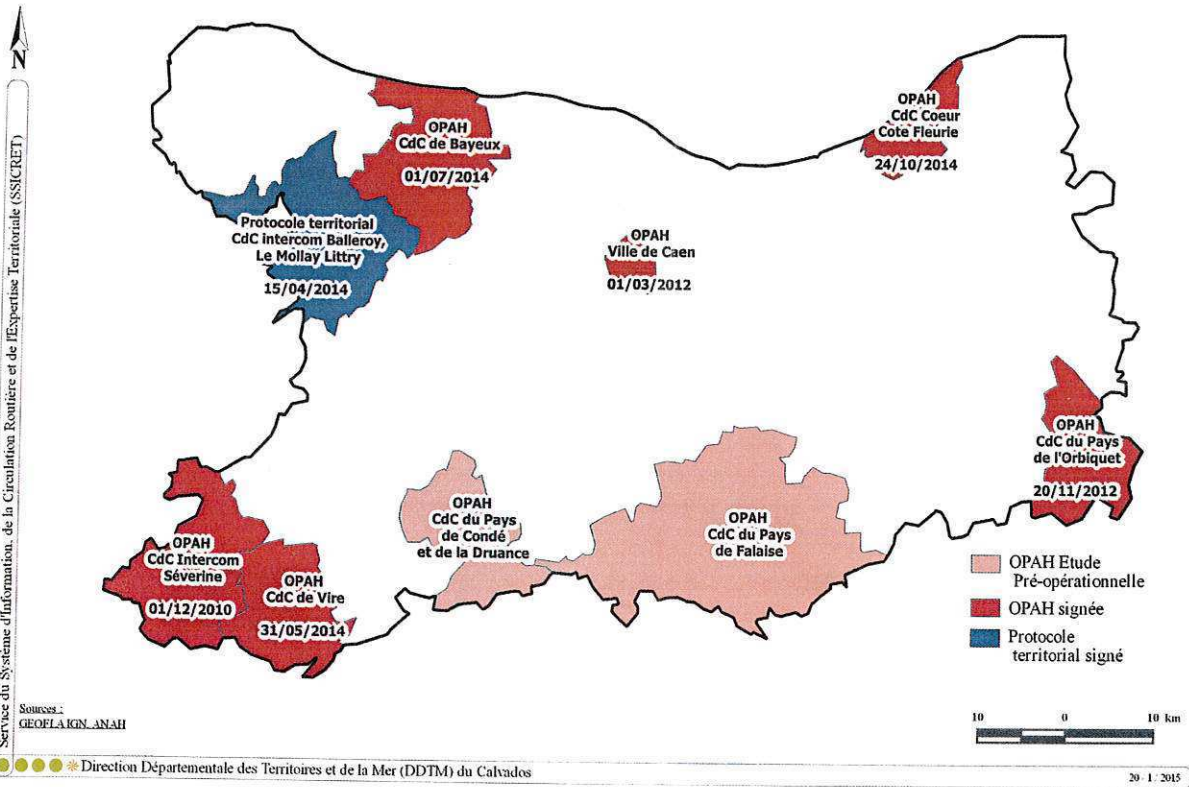 N
Service du Système d'Information, de la Circulation Routière et de l'Expertise Territoriale (SSICRET)
OPAH
CdC de Bayeux
01/07/2014
OPAH
CdC Coeur
Cote Fleurie
24/10/2014
Protocole territorial
CdC intercom Balleroy,
Le Mollay Littry
15/04/2014
OPAH
Ville de Caen
01/03/2012
OPAH
CdC du Pays
de l'Orbiquet
20/11/2012
OPAH
CdC Intercom
Séverine
01/12/2010
OPAH
CdC de Vire
31/05/2014
OPAH
CdC du Pays
de Condé
et de la Druance
OPAH
CdC du Pays
de Falaise
OPAH Etude
Pré-opérationnelle
OPAH signée
Protocole
territorial signé
10 0 10 km
Sources :
GEOFLA IGN, ANAH
Direction Départementale des Territoires et de la Mer (DDTM) du Calvados
20 - 1 / 2015